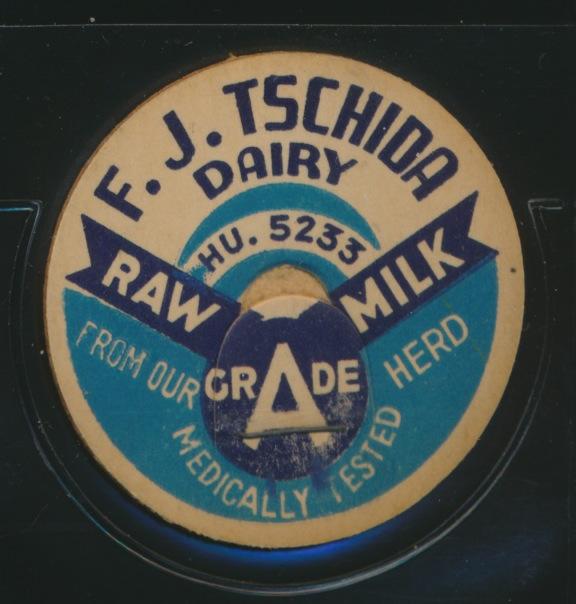 F. J. TSCHIDA
DAIRY
HU. 5233
RAW MILK
GRADE A
FROM OUR MEDICALLY TESTED HERD